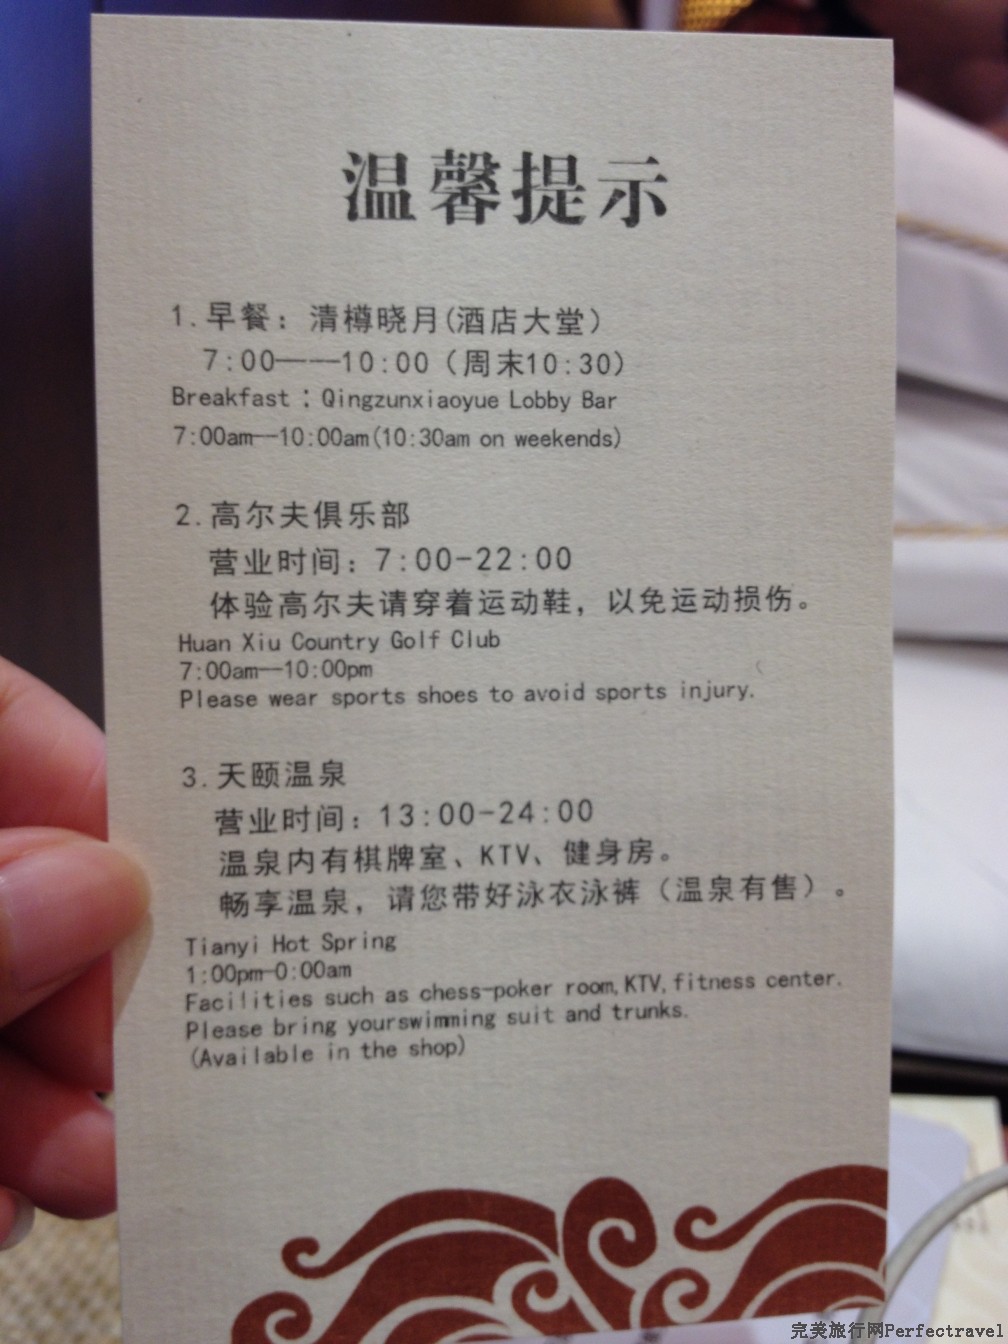 温馨提示
1.早餐：清樽晓月(酒店大堂）
7:00——--10:00（周末10:30）
Breakfast：Qingzunxiaoyue Lobby Bar
7:00am--10:00am(10:30am on weekends)
2.高尔夫俱乐部
营业时间：7:00-22:00
体验高尔夫请穿着运动鞋，以免运动损伤。
Huan Xiu Country Golf Club
7:00am--10:00pm
Please wear sports shoes to avoid sports injury.
3.天颐温泉
营业时间：13:00-24:00
温泉内有棋牌室、KTV、健身房。
畅享温泉，请您带好泳衣泳裤（温泉有售）。
Tianyi Hot Spring
1:00pm-0:00am
Facilities such as chess-poker room,KTV,fitness center.
Please bring yourswimming suit and trunks.
(Available in the shop)
完美旅行网Perfectravel